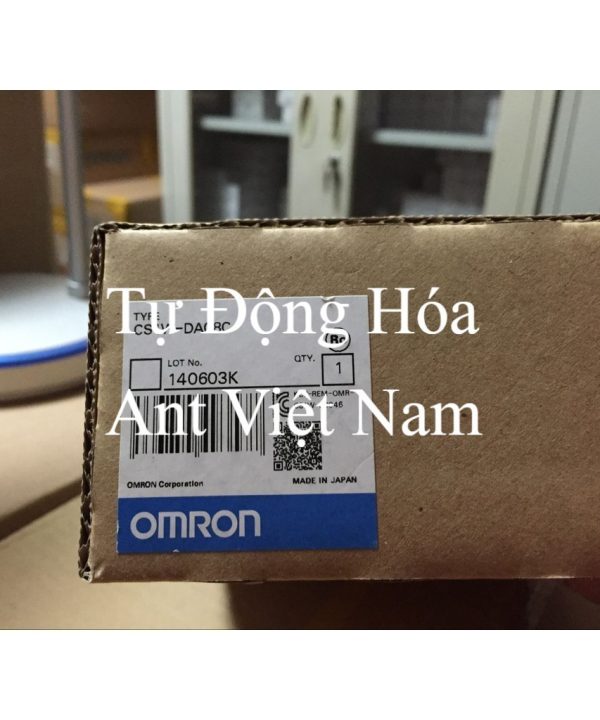 TYPE
Tự Động Hóa
LOT No.
QTY.
140603K
1
Ant Việt Nam
OMRON Corporation
MADE IN JAPAN
OMRON